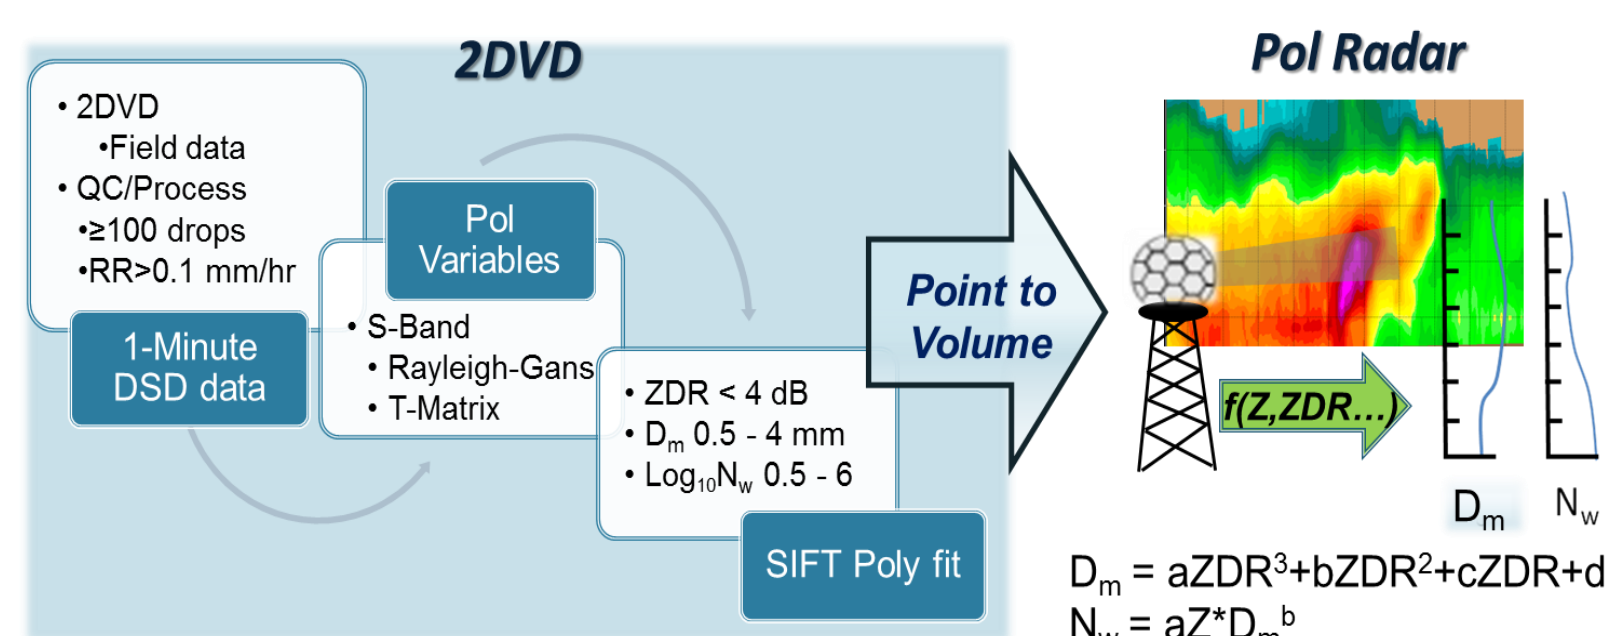 2DVD
• 2DVD
•Field data
• QC/Process
•≥100 drops
•RR>0.1 mm/hr
1-Minute
DSD data
Pol
Variables
• S-Band
• Rayleigh-Gans
• T-Matrix
• ZDR < 4 dB
• Dm 0.5 - 4 mm
• Log10Nw 0.5 - 6
SIFT Poly fit
Point to
Volume
Pol Radar
f(Z,ZDR...)
Dm
Nw
Dm = aZDR³+bZDR²+cZDR+d
Nw = aZ*Dm^b